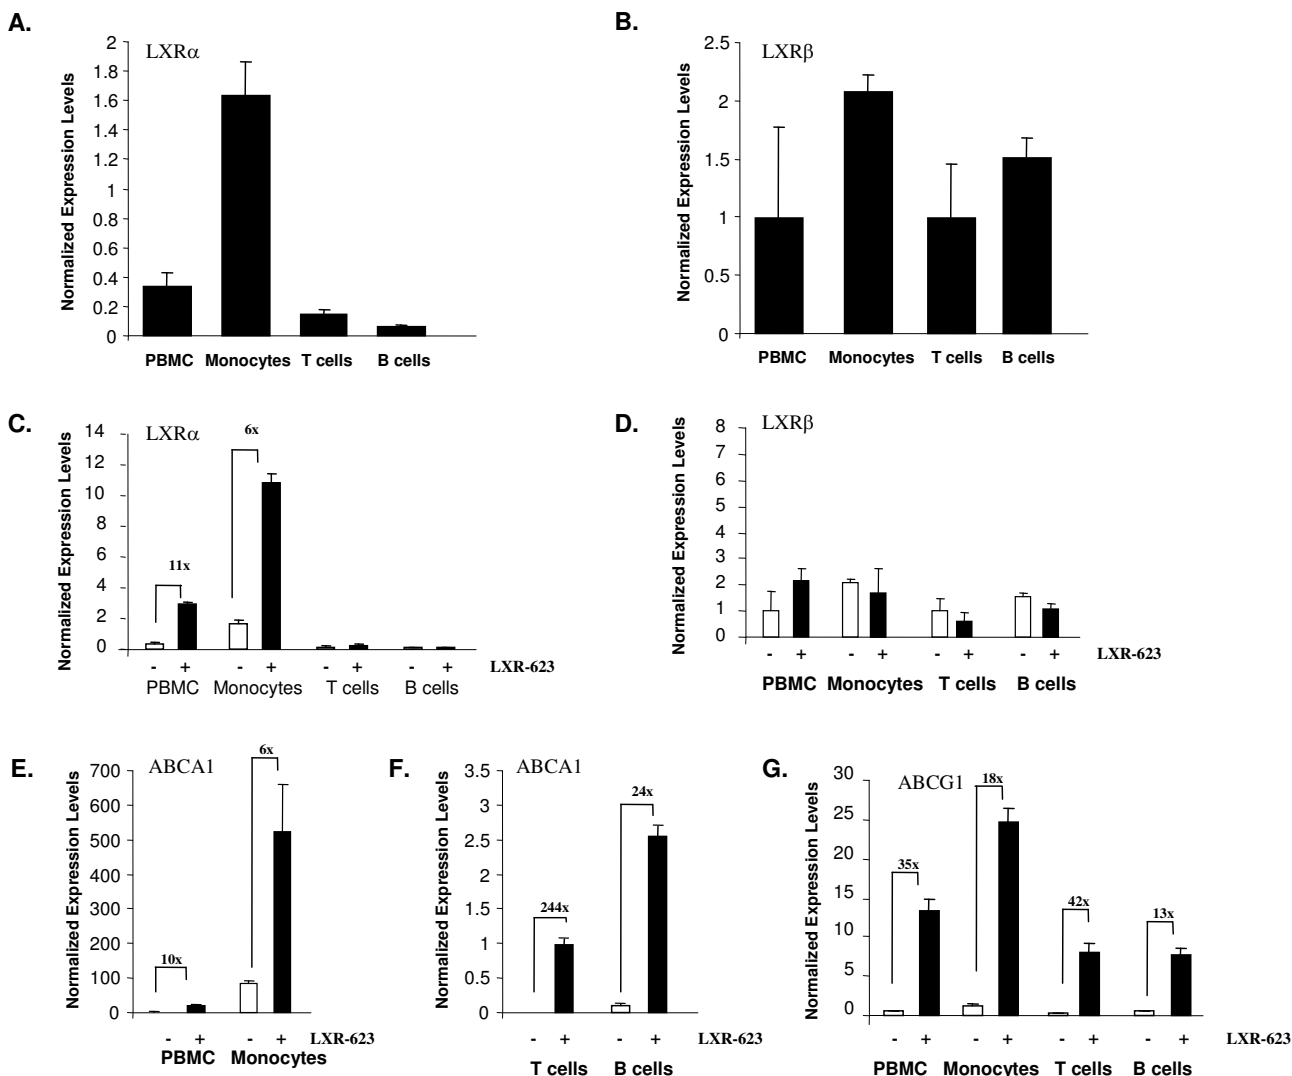 A.
LXRα
Normalized Expression Levels
2
1.8
1.6
1.4
1.2
1
0.8
0.6
0.4
0.2
0
PBMC Monocytes T cells B cells
B.
LXRβ
Normalized Expression Levels
2.5
2
1.5
1
0.5
0
PBMC Monocytes T cells B cells
C.
LXRα
Normalized Expression Levels
14
12
10
8
6
4
2
0
11x
6x
- + - + - + - + LXR-623
PBMC Monocytes T cells B cells
D.
LXRβ
Normalized Expression Levels
8
7
6
5
4
3
2
1
0
- + - + - + - + LXR-623
PBMC Monocytes T cells B cells
E.
ABCA1
Normalized Expression Levels
700
600
500
400
300
200
100
0
10x
6x
- + - + LXR-623
PBMC Monocytes
F.
ABCA1
Normalized Expression Levels
3.5
3
2.5
2
1.5
1
0.5
0
244x
24x
- + - + LXR-623
T cells B cells
G.
ABCG1
Normalized Expression Levels
30
25
20
15
10
5
0
35x
18x
42x
13x
- + - + - + - + LXR-623
PBMC Monocytes T cells B cells